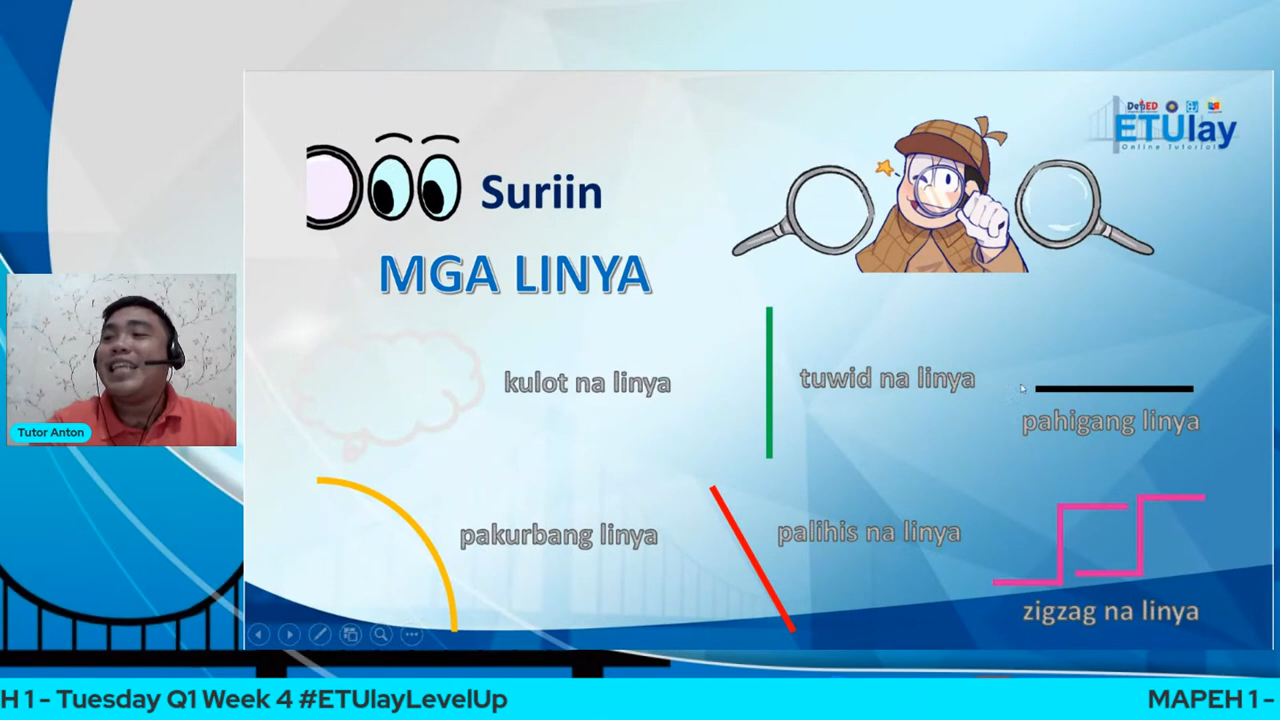 DepED
ETUlay
Online Tutorial
Suriin
MGA LINYA
kulot na linya
tuwid na linya
pahigang linya
pakurbang linya
palihis na linya
zigzag na linya
Tutor Anton
H 1 - Tuesday Q1 Week 4 #ETUlayLevelUp
MAPEH 1 -